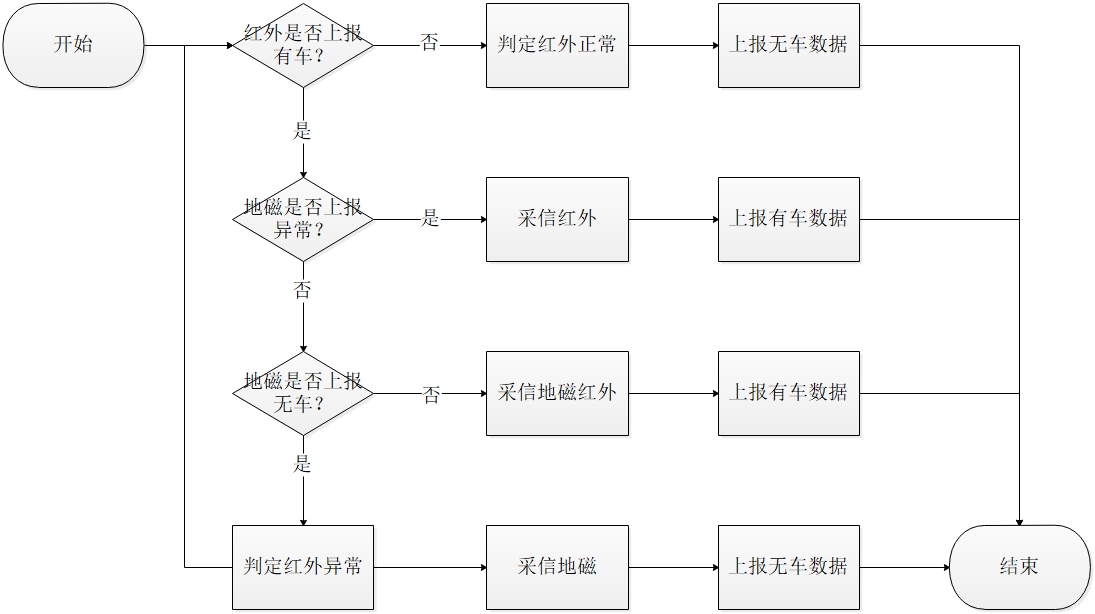 开始
红外是否上报
有车?
否
判定红外正常
上报无车数据
是
地磁是否上报
异常?
是
采信红外
上报有车数据
否
地磁是否上报
无车?
否
采信地磁红外
上报有车数据
是
判定红外异常
采信地磁
上报无车数据
结束